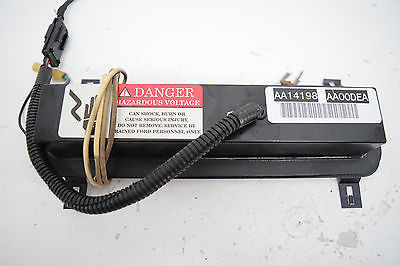 DANGER
HAZARDOUS VOLTAGE
CAN SHOCK, BURN OR
CAUSE SERIOUS INJURY.
DO NOT REMOVE, SERVICE BY
TRAINED FORD PERSONNEL ONLY.
AA14198 AA00DEA